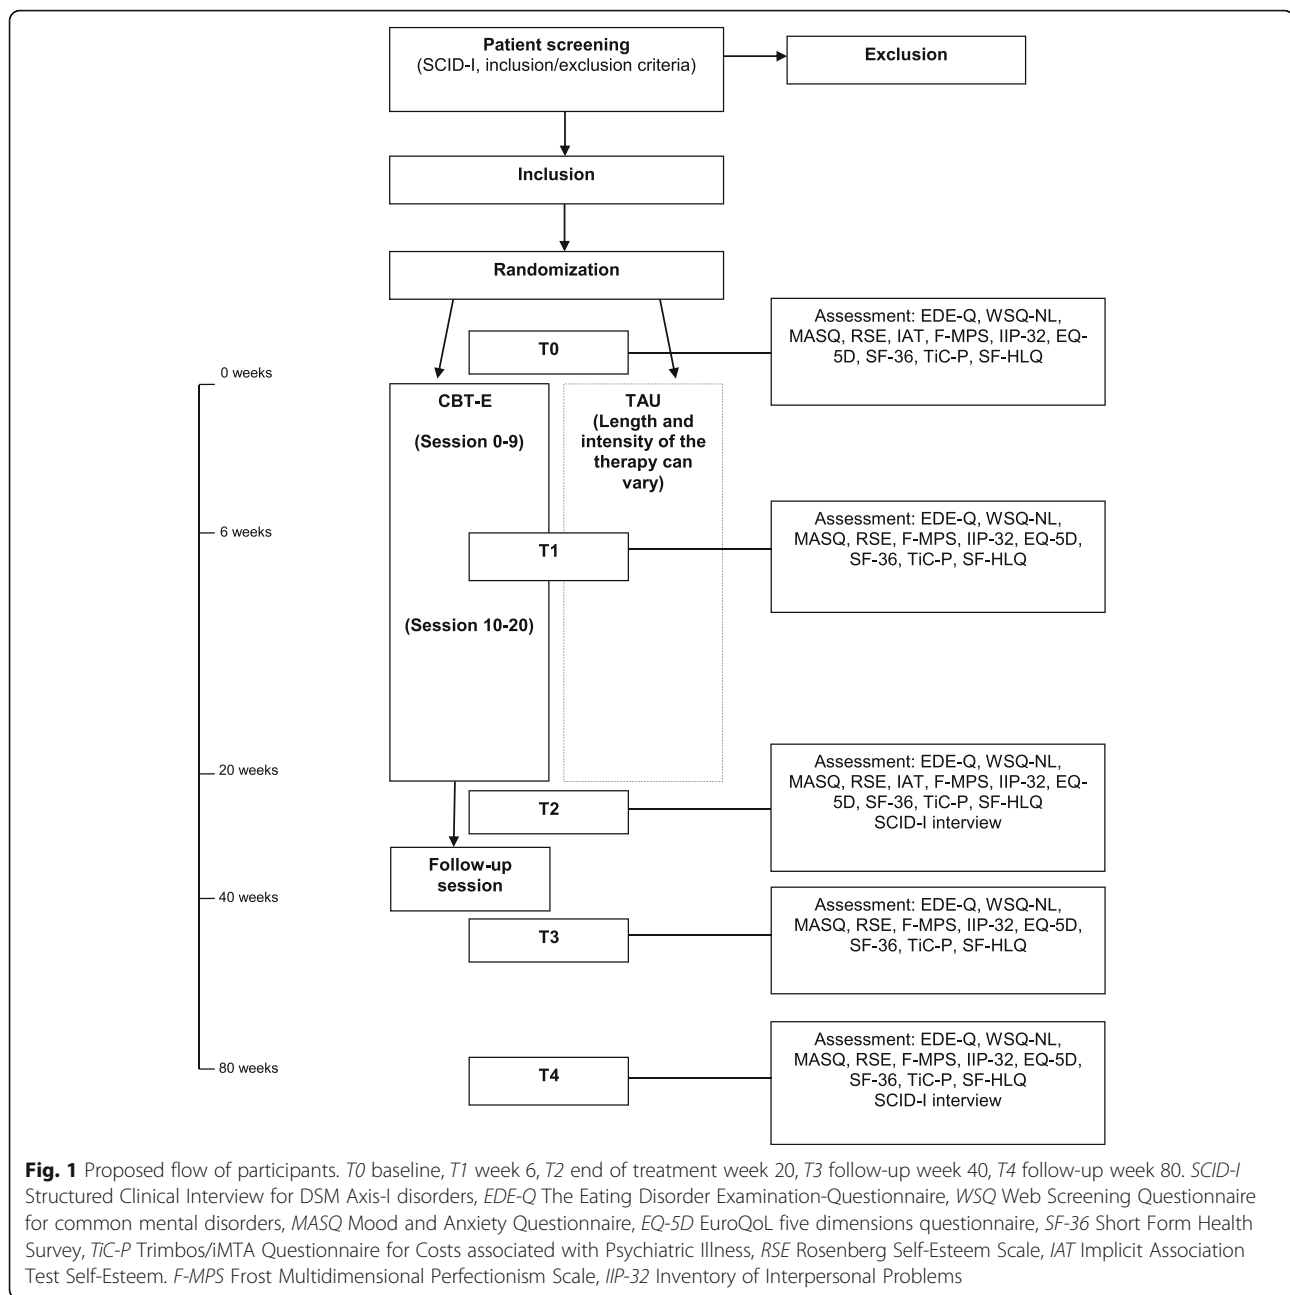 Patient screening
(SCID-I, inclusion/exclusion criteria)
Exclusion
Inclusion
Randomization
T0
Assessment: EDE-Q, WSQ-NL,
MASQ, RSE, IAT, F-MPS, IIP-32, EQ-
5D, SF-36, TiC-P, SF-HLQ
0 weeks
CBT-E
(Session 0-9)
TAU
(Length and
intensity of the
therapy can
vary)
6 weeks
T1
Assessment: EDE-Q, WSQ-NL,
MASQ, RSE, F-MPS, IIP-32, EQ-5D,
SF-36, TiC-P, SF-HLQ
(Session 10-20)
20 weeks
T2
Assessment: EDE-Q, WSQ-NL,
MASQ, RSE, IAT, F-MPS, IIP-32, EQ-
5D, SF-36, TiC-P, SF-HLQ
SCID-I interview
Follow-up
session
40 weeks
T3
Assessment: EDE-Q, WSQ-NL,
MASQ, RSE, F-MPS, IIP-32, EQ-5D,
SF-36, TiC-P, SF-HLQ
80 weeks
T4
Assessment: EDE-Q, WSQ-NL,
MASQ, RSE, F-MPS, IIP-32, EQ-5D,
SF-36, TiC-P, SF-HLQ
SCID-I interview
Fig. 1 Proposed flow of participants. T0 baseline, T1 week 6, T2 end of treatment week 20, T3 follow-up week 40, T4 follow-up week 80. SCID-I
Structured Clinical Interview for DSM Axis-I disorders, EDE-Q The Eating Disorder Examination-Questionnaire, WSQ Web Screening Questionnaire
for common mental disorders, MASQ Mood and Anxiety Questionnaire, EQ-5D EuroQoL five dimensions questionnaire, SF-36 Short Form Health
Survey, TiC-P Trimbos/iMTA Questionnaire for Costs associated with Psychiatric Illness, RSE Rosenberg Self-Esteem Scale, IAT Implicit Association
Test Self-Esteem. F-MPS Frost Multidimensional Perfectionism Scale, IIP-32 Inventory of Interpersonal Problems